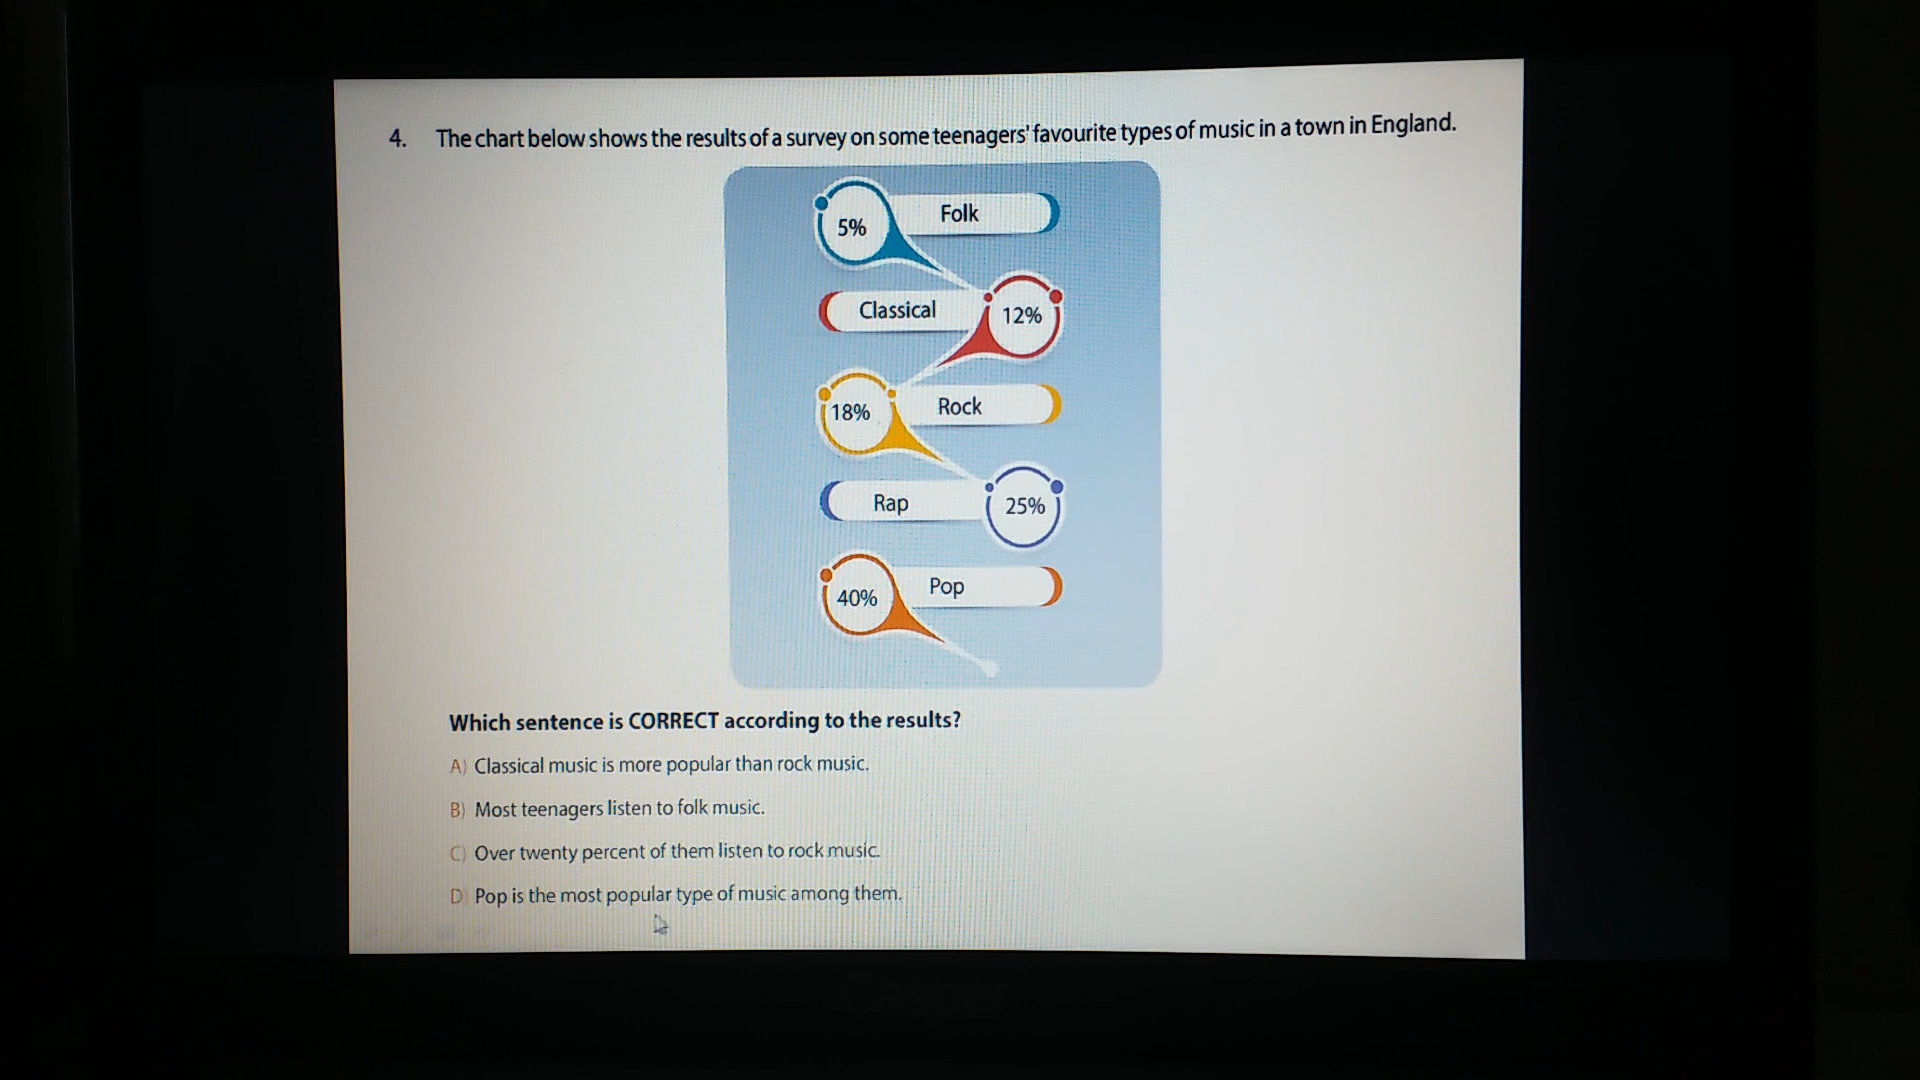 4. The chart below shows the results of a survey on some teenagers' favourite types of music in a town in England.
5% Folk
Classical 12%
18% Rock
Rap 25%
40% Pop
Which sentence is CORRECT according to the results?
A) Classical music is more popular than rock music.
B) Most teenagers listen to folk music.
C) Over twenty percent of them listen to rock music.
D) Pop is the most popular type of music among them.
Casper